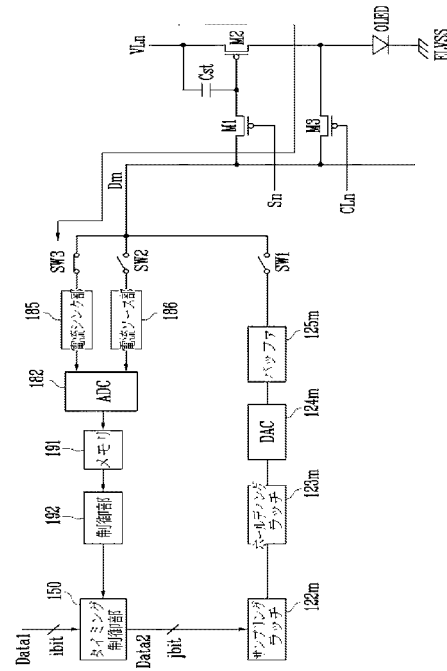 Data1
ibit
150
タイミング
制御部
Data2
jbit
192
制御部
191
メモリ
182
ADC
185
電流シンク部
186
電流ソース部
SW3
SW2
SW1
122m
サンプリング
ラッチ
123m
ホールディング
ラッチ
124m
DAC
125m
バッファ
Dm
VLn
Cst
M2
M1
M3
Sn
CLn
OLED
ELVSS